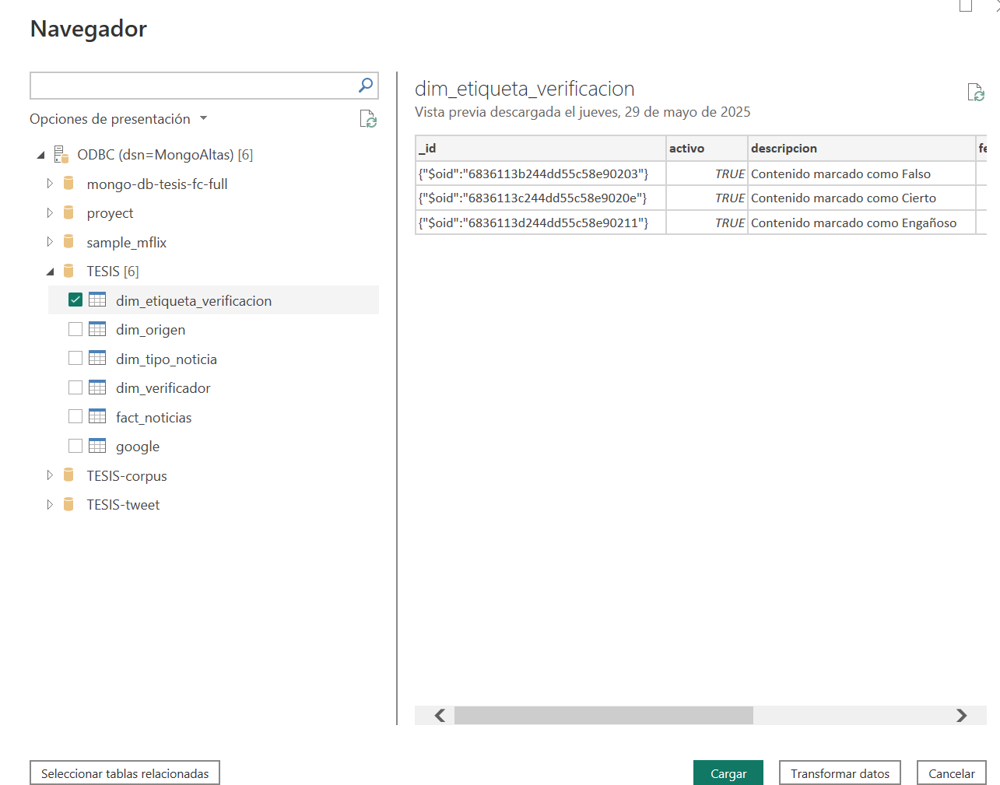 Navegador
Opciones de presentación
ODBC (dsn=MongoAltas) [6]
mongo-db-tesis-fc-full
proyect
sample_mflix
TESIS [6]
dim_etiqueta_verificacion
dim_origen
dim_tipo_noticia
dim_verificador
fact_noticias
google
TESIS-corpus
TESIS-tweet
dim_etiqueta_verificacion
Vista previa descargada el jueves, 29 de mayo de 2025
_id activo descripcion fe
{"$oid":"6836113b244dd55c58e90203"} TRUE Contenido marcado como Falso
{"$oid":"6836113c244dd55c58e9020e"} TRUE Contenido marcado como Cierto
{"$oid":"6836113d244dd55c58e90211"} TRUE Contenido marcado como Engañoso
Seleccionar tablas relacionadas Cargar Transformar datos Cancelar